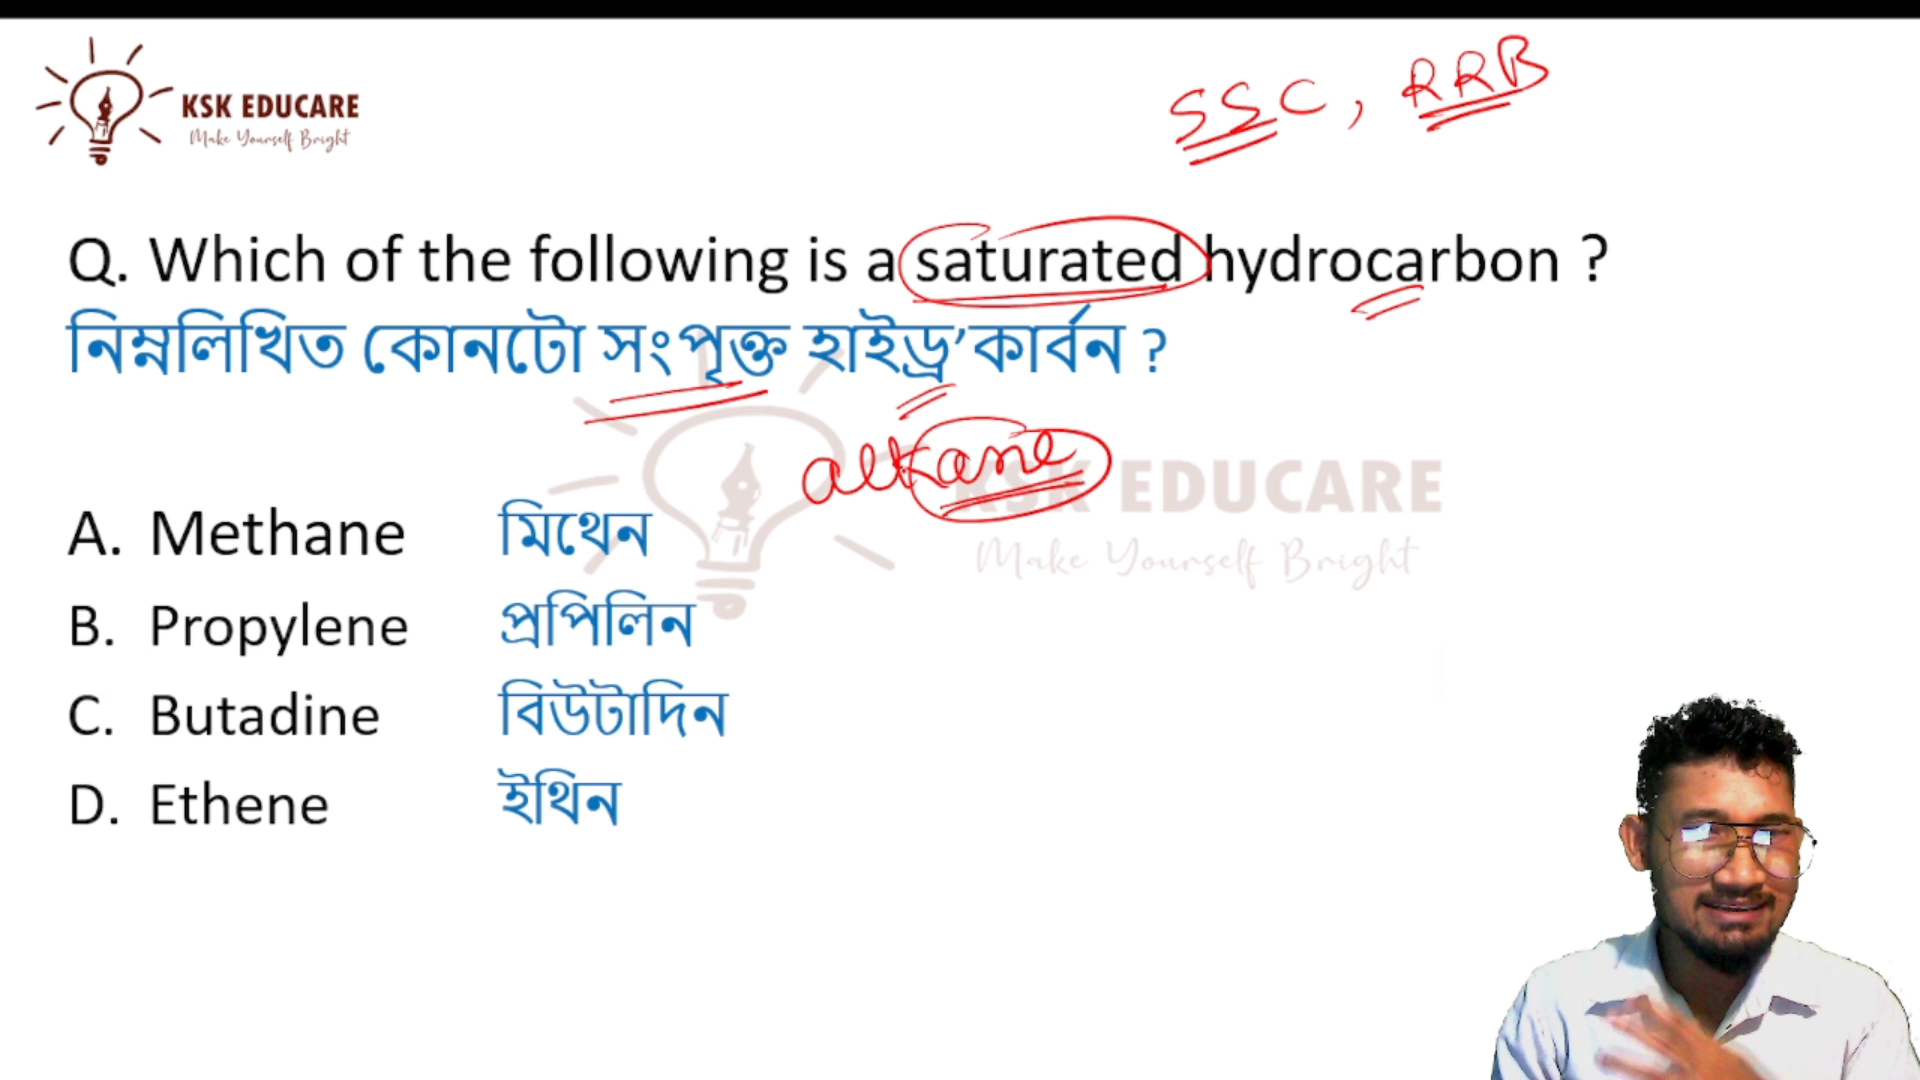 KSK EDUCARE
Make Yourself Bright
SSC, RRB
Q. Which of the following is a saturated hydrocarbon ?
নিম্নলিখিত কোনটো সংপৃক্ত হাইড্ৰ’কাৰ্বন ?
alkane
KSK EDUCARE
Make Yourself Bright
A. Methane মিথেন
B. Propylene প্ৰপিলিন
C. Butadine বিউটাদিন
D. Ethene ইথিন